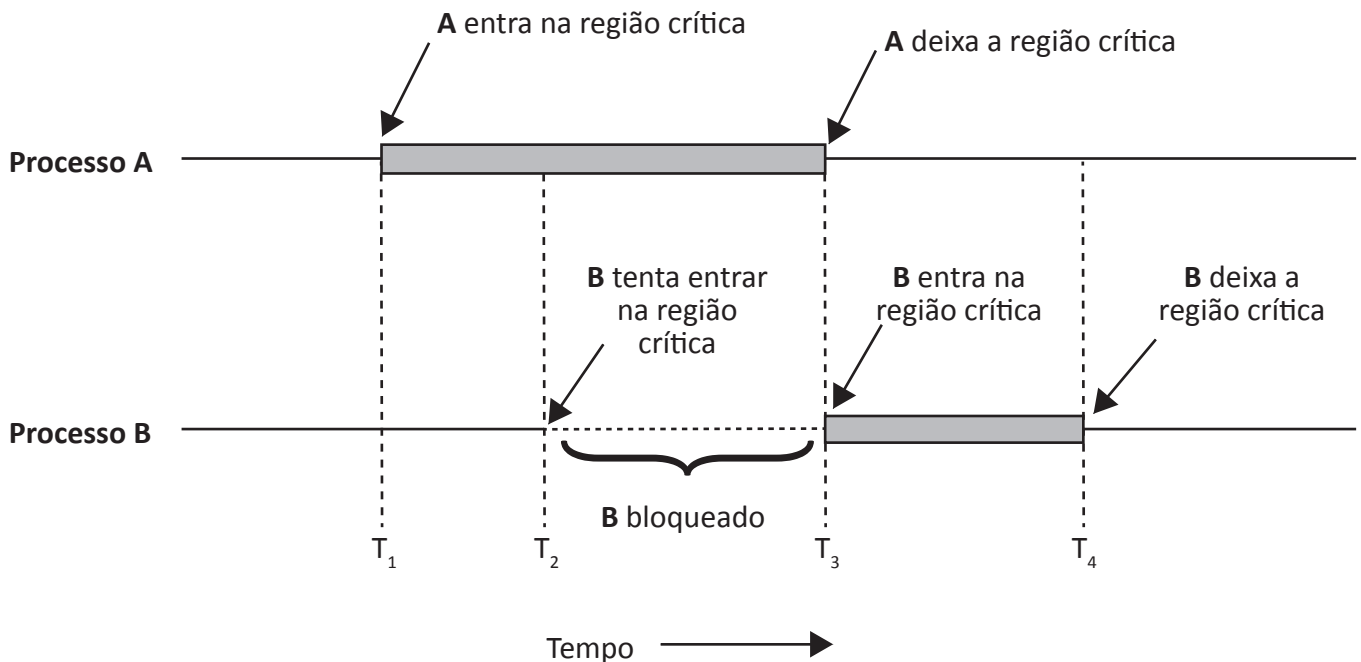 A entra na região crítica
A deixa a região crítica
Processo A
B tenta entrar
na região
crítica
B entra na
região crítica
B deixa a
região crítica
Processo B
B bloqueado
T₁
T₂
T₃
T₄
Tempo